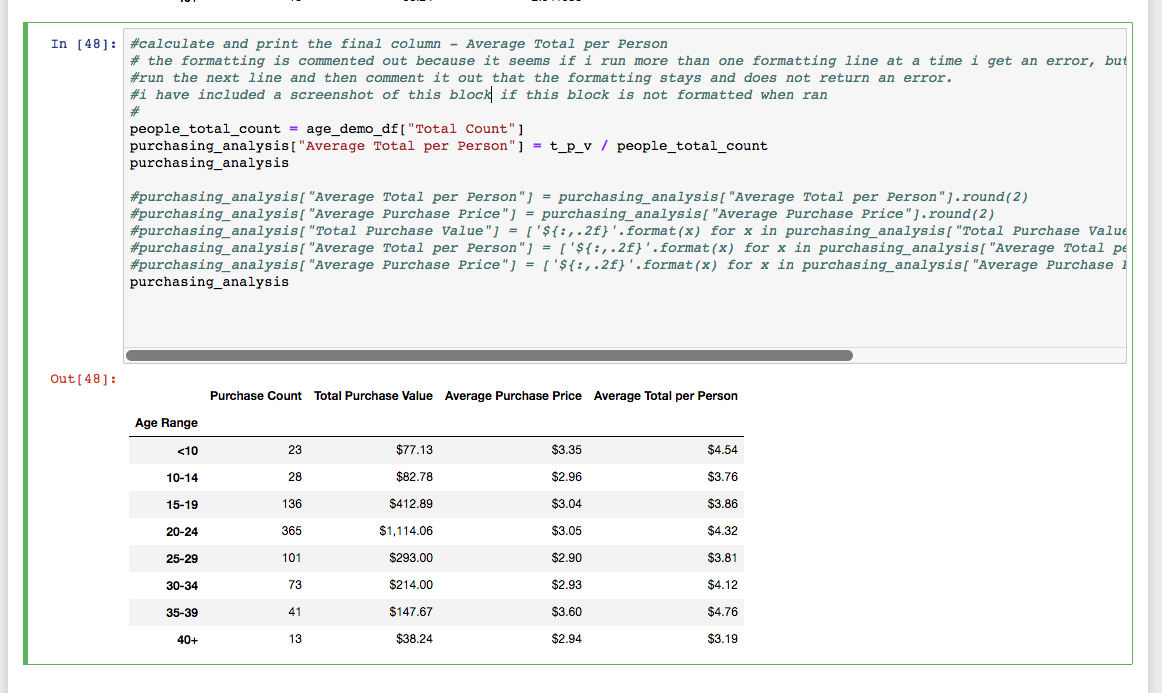 In [48]:
#calculate and print the final column - Average Total per Person
# the formatting is commented out because it seems if i run more than one formatting line at a time i get an error, but
#run the next line and then comment it out that the formatting stays and does not return an error.
#i have included a screenshot of this block if this block is not formatted when ran
#
people_total_count = age_demo_df["Total Count"]
purchasing_analysis["Average Total per Person"] = t_p_v / people_total_count
purchasing_analysis
#purchasing_analysis["Average Total per Person"] = purchasing_analysis["Average Total per Person"].round(2)
#purchasing_analysis["Average Purchase Price"] = purchasing_analysis["Average Purchase Price"].round(2)
#purchasing_analysis["Total Purchase Value"] = ['${:,.2f}'.format(x) for x in purchasing_analysis["Total Purchase Value
#purchasing_analysis["Average Total per Person"] = ['${:,.2f}'.format(x) for x in purchasing_analysis["Average Total pe
#purchasing_analysis["Average Purchase Price"] = ['${:,.2f}'.format(x) for x in purchasing_analysis["Average Purchase
purchasing_analysis
Out[48]:
Purchase Count Total Purchase Value Average Purchase Price Average Total per Person
Age Range
<10 23 $77.13 $3.35 $4.54
10-14 28 $82.78 $2.96 $3.76
15-19 136 $412.89 $3.04 $3.86
20-24 365 $1,114.06 $3.05 $4.32
25-29 101 $293.00 $2.90 $3.81
30-34 73 $214.00 $2.93 $4.12
35-39 41 $147.67 $3.60 $4.76
40+ 13 $38.24 $2.94 $3.19